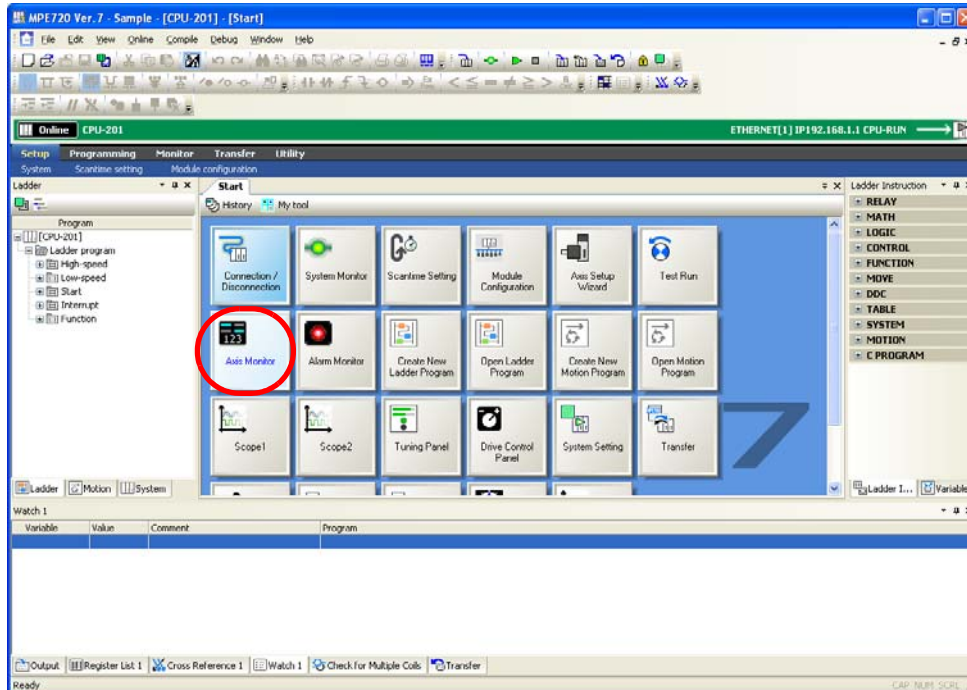 MPE720 Ver. 7 - Sample - [CPU-201] - [Start]
File Edit View Online Compile Debug Window Help
Online CPU-201 ETHERNET[1] IP192.168.1.1 CPU-RUN
Setup Programming Monitor Transfer Utility
System Scantime setting Module configuration
Ladder
Program
[CPU-201]
Ladder program
High-speed
Low-speed
Start
Interrupt
Function
Ladder Motion System
Start
History My tool
Connection / Disconnection
System Monitor
Scantime Setting
Module Configuration
Axis Setup Wizard
Test Run
123
Axis Monitor
Alarm Monitor
Create New Ladder Program
Open Ladder Program
Create New Motion Program
Open Motion Program
Scope1
Scope2
Tuning Panel
Drive Control Panel
System Setting
Transfer
7
Ladder Instruction
RELAY
MATH
LOGIC
CONTROL
FUNCTION
MOVE
DDC
TABLE
SYSTEM
MOTION
C PROGRAM
Ladder I... Variable
Watch 1
Variable Value Comment Program
Output Register List 1 Cross Reference 1 Watch 1 Check for Multiple Coils Transfer
Ready CAP NUM SCRL